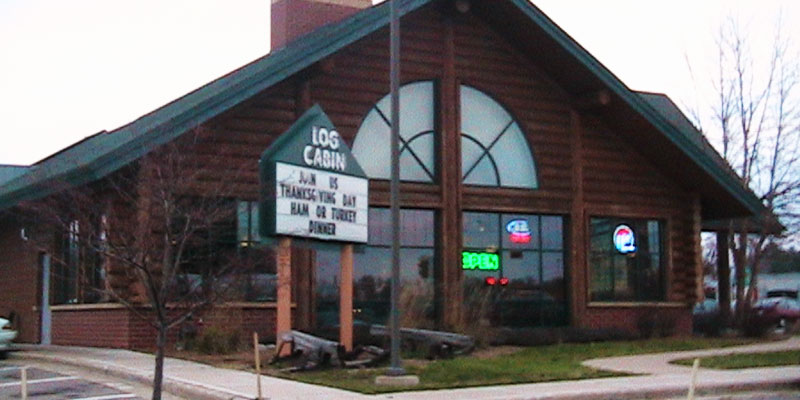 LOG
CABIN
JOIN US
THANKSGIVING DAY
HAM OR TURKEY
DINNER
OPEN